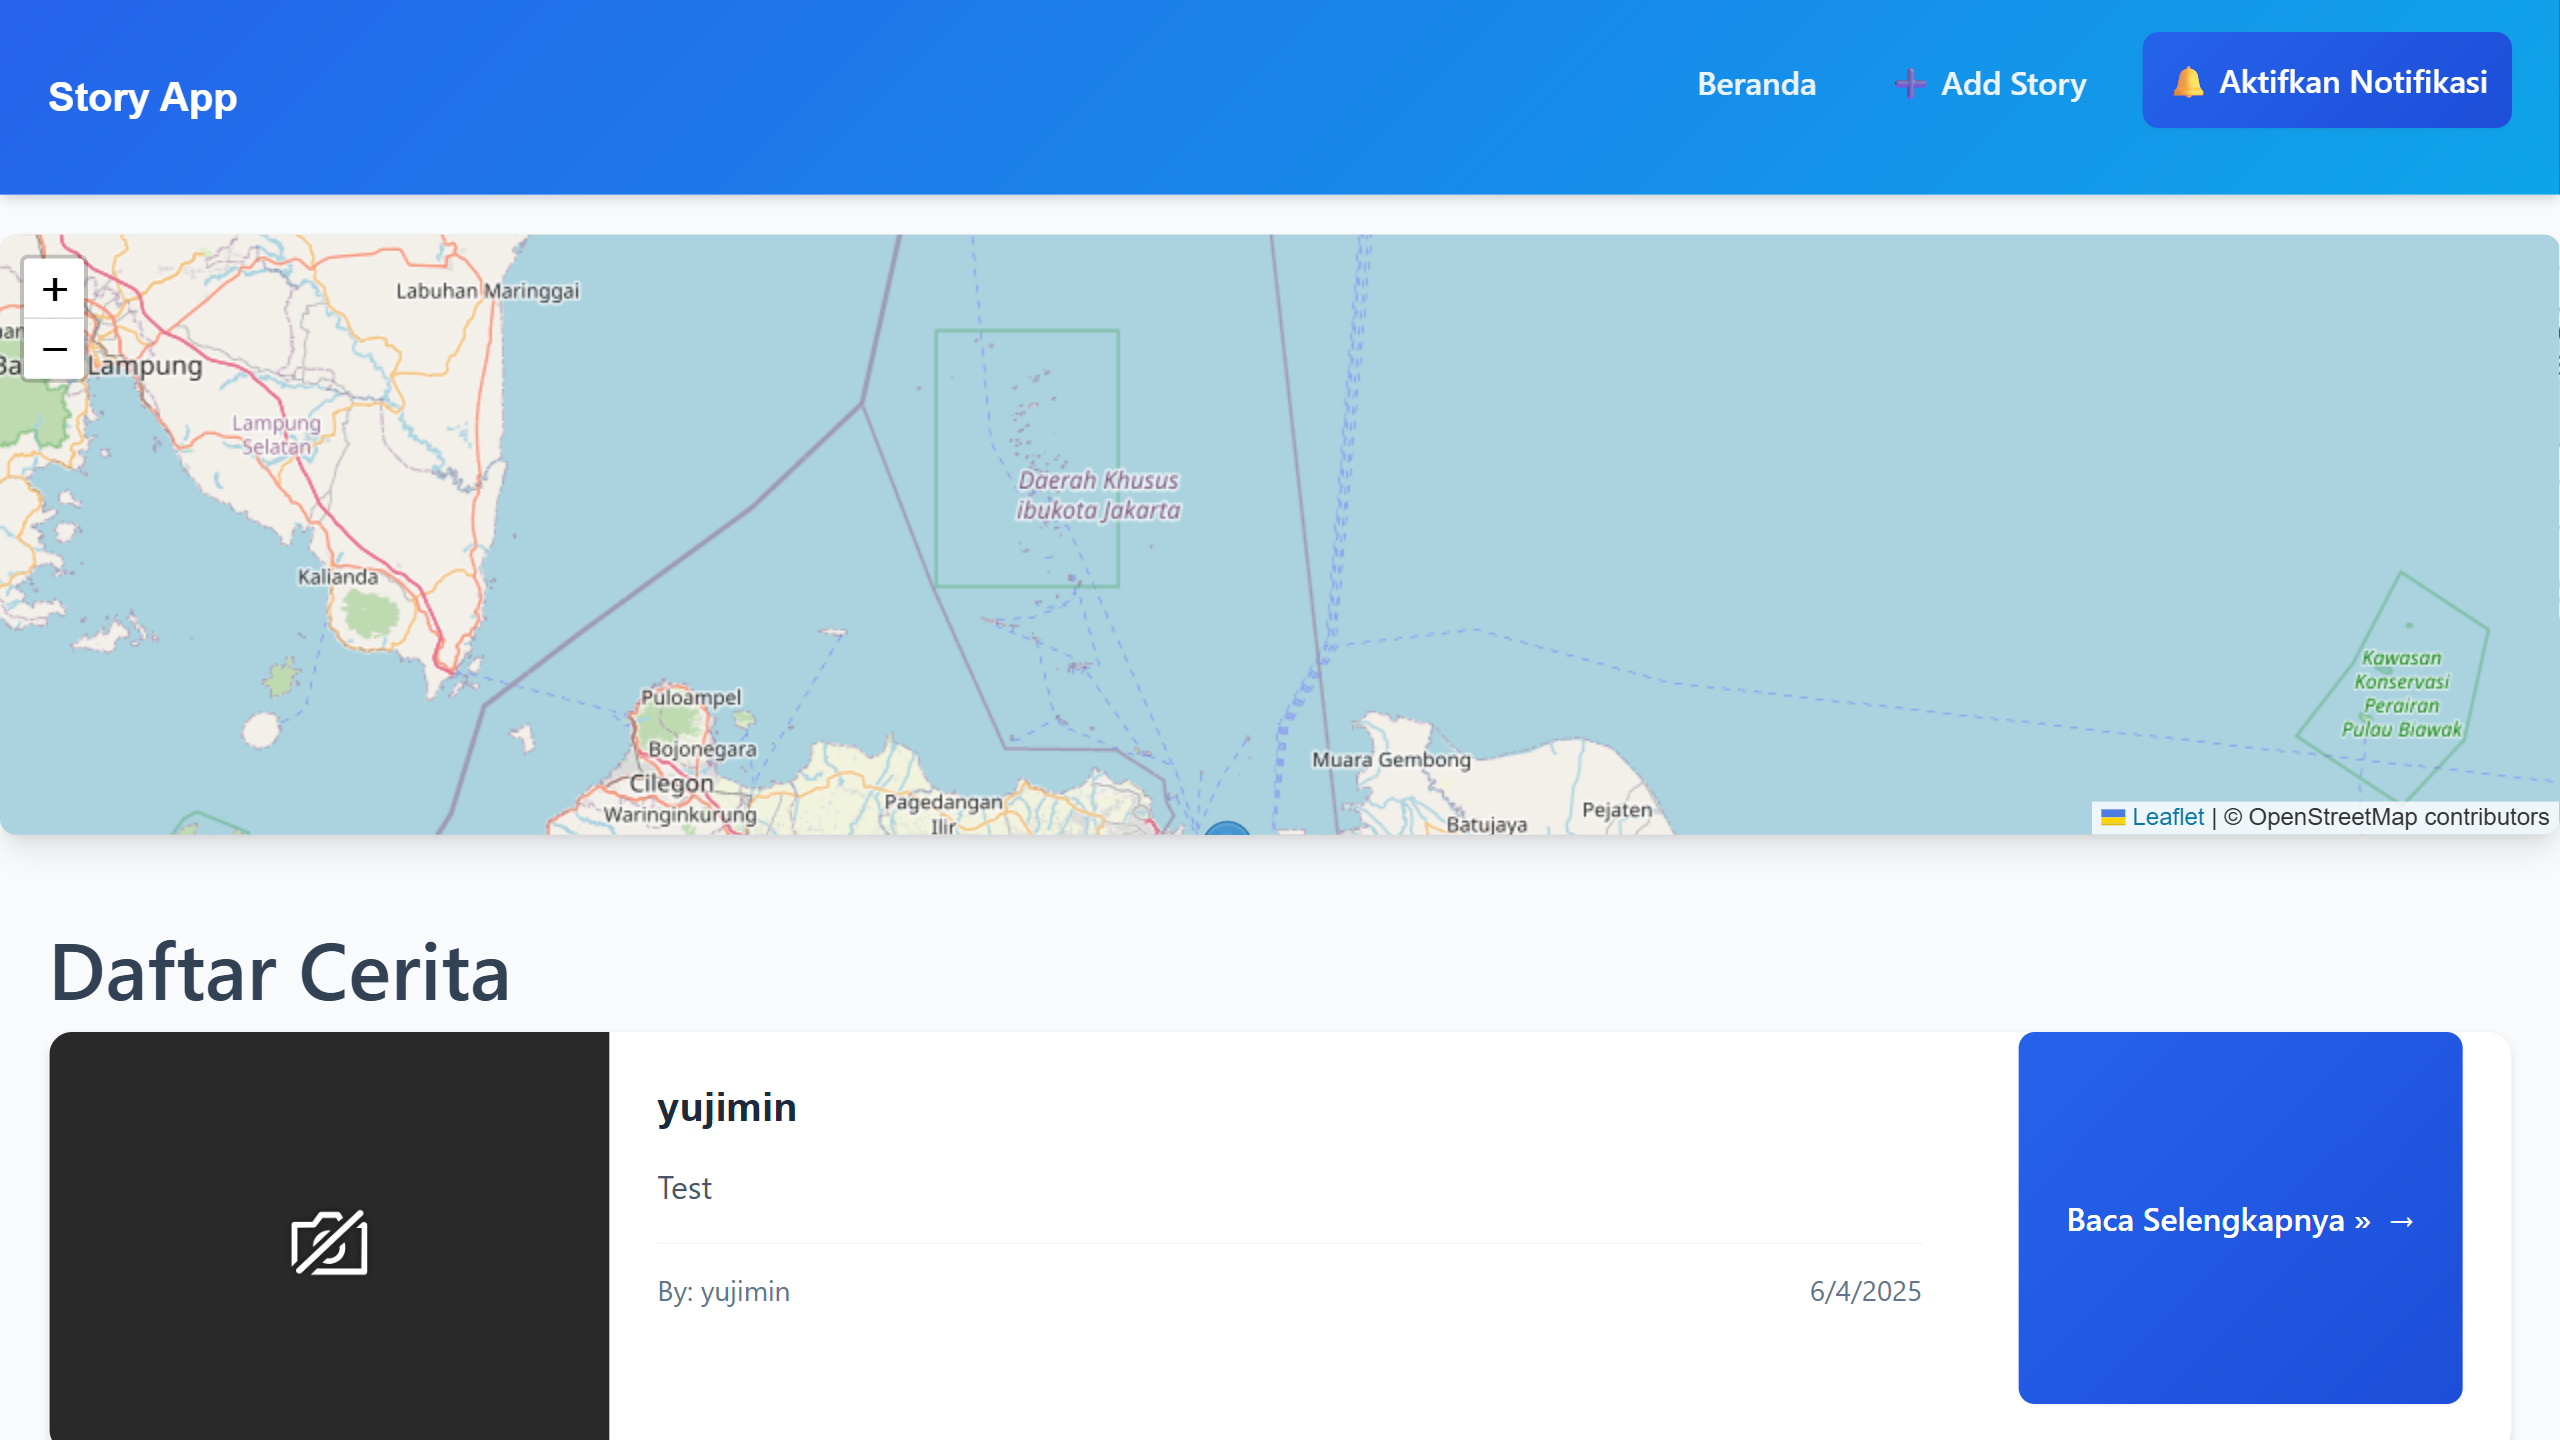 Story App
Beranda
➕ Add Story
🔔 Aktifkan Notifikasi
+
−
Labuhan Maringgai
Lampung
Lampung
Selatan
Daerah Khusus
ibukota Jakarta
Kalianda
Puloampel
Bojonegara
Cilegon
Waringinkurung
Pagedangan
Ilir
Muara Gembong
Batujaya
Pejaten
Kawasan
Konservasi
Perairan
Pulau Biawak
Leaflet | © OpenStreetMap contributors
Daftar Cerita
yujimin
Test
By: yujimin
6/4/2025
Baca Selengkapnya » →